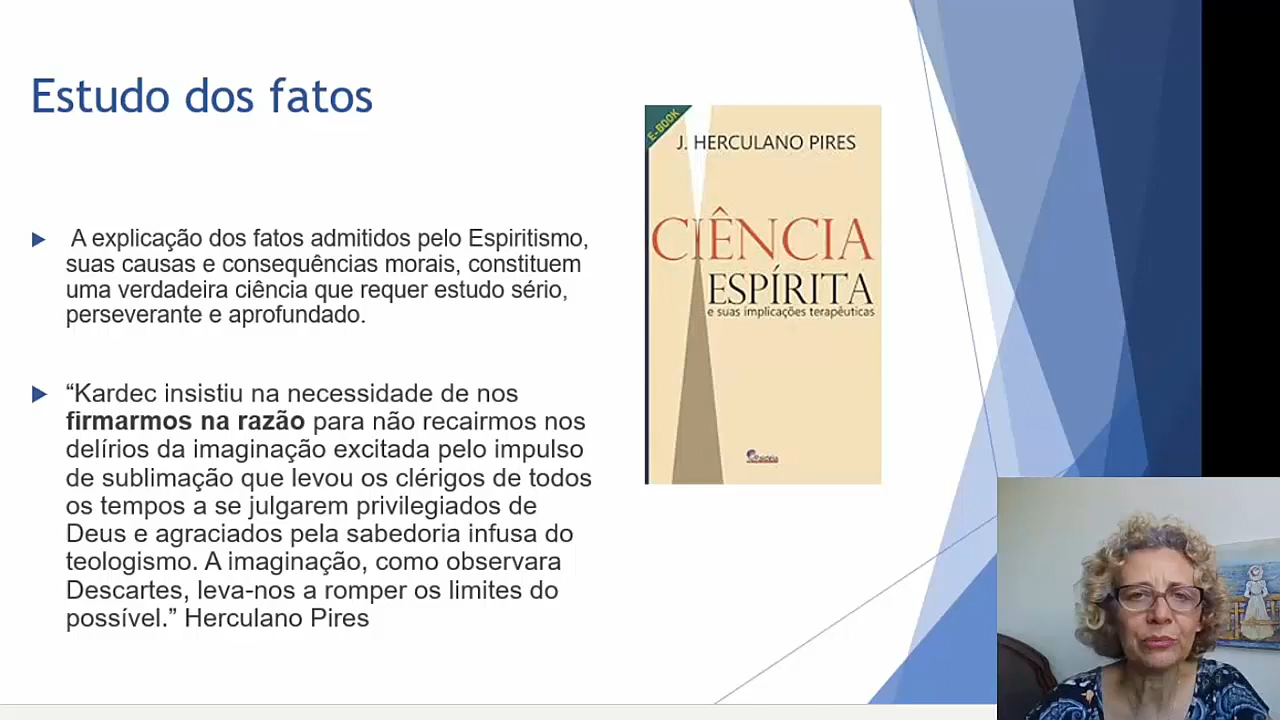 Estudo dos fatos
A explicação dos fatos admitidos pelo Espiritismo,
suas causas e consequências morais, constituem
uma verdadeira ciência que requer estudo sério,
perseverante e aprofundado.
“Kardec insistiu na necessidade de nos
firmarmos na razão para não recairmos nos
delírios da imaginação excitada pelo impulso
de sublimação que levou os clérigos de todos
os tempos a se julgarem privilegiados de
Deus e agraciados pela sabedoria infusa do
teologismo. A imaginação, como observara
Descartes, leva-nos a romper os limites do
possível.” Herculano Pires
E-BOOK
J. HERCULANO PIRES
CIÊNCIA
ESPÍRITA
e suas implicações terapêuticas